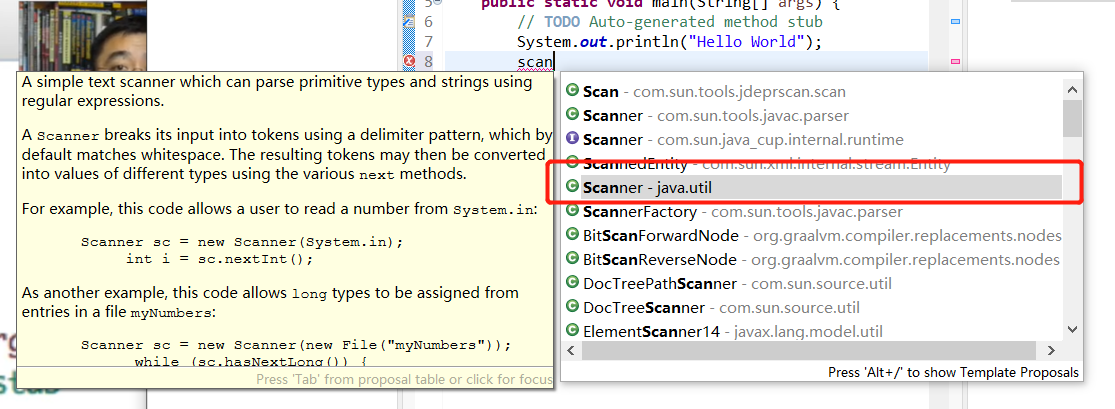 5 public static void main(String[] args) {
6 // TODO Auto-generated method stub
7 System.out.println("Hello World");
8 scan
A simple text scanner which can parse primitive types and strings using
regular expressions.
A Scanner breaks its input into tokens using a delimiter pattern, which by
default matches whitespace. The resulting tokens may then be converted
into values of different types using the various next methods.
For example, this code allows a user to read a number from System.in:
Scanner sc = new Scanner(System.in);
int i = sc.nextInt();
As another example, this code allows long types to be assigned from
entries in a file myNumbers:
Scanner sc = new Scanner(new File("myNumbers"));
while (sc.hasNextLong()) {
Press 'Tab' from proposal table or click for focus
Scan - com.sun.tools.jdeprscan.scan
Scanner - com.sun.tools.javac.parser
Scanner - com.sun.java_cup.internal.runtime
ScannedEntity - com.sun.xml.internal.stream.Entity
Scanner - java.util
ScannerFactory - com.sun.tools.javac.parser
BitScanForwardNode - org.graalvm.compiler.replacements.nodes
BitScanReverseNode - org.graalvm.compiler.replacements.nodes
DocTreePathScanner - com.sun.source.util
DocTreeScanner - com.sun.source.util
ElementScanner14 - javax.lang.model.util
Press 'Alt+/' to show Template Proposals